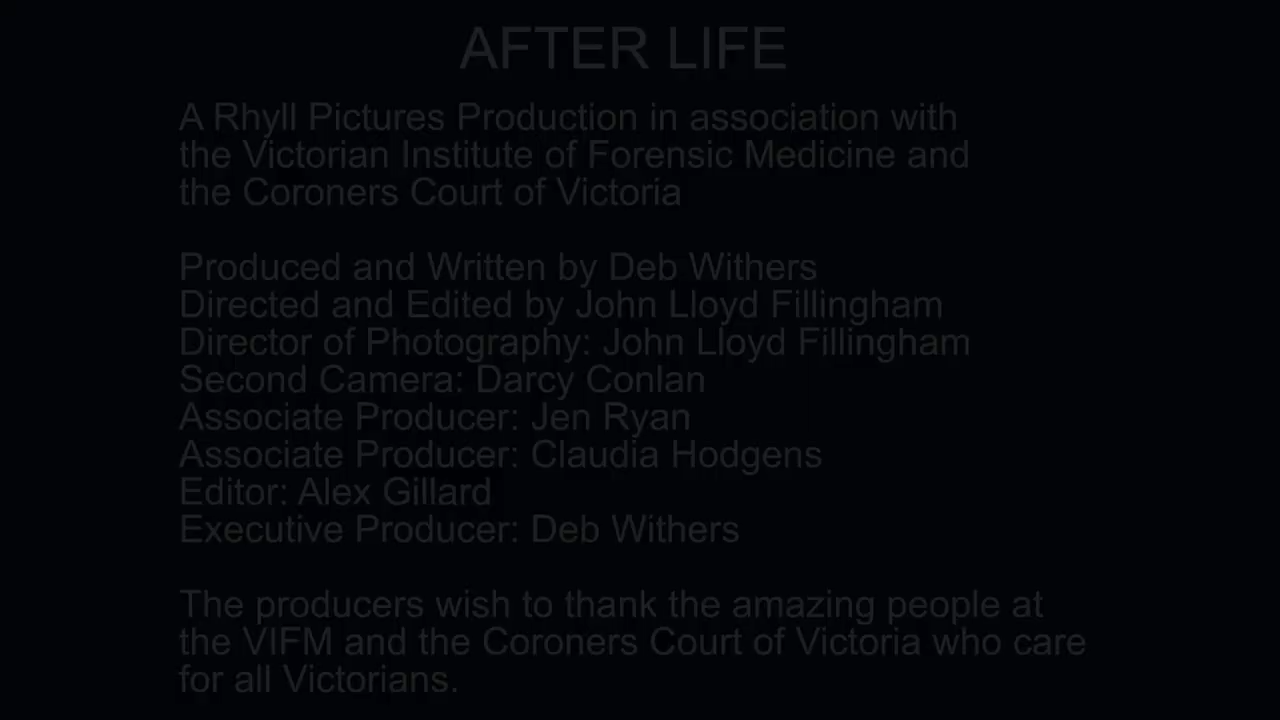 AFTER LIFE
A Rhyll Pictures Production in association with
the Victorian Institute of Forensic Medicine and
the Coroners Court of Victoria
Produced and Written by Deb Withers
Directed and Edited by John Lloyd Fillingham
Director of Photography: John Lloyd Fillingham
Second Camera: Darcy Conlan
Associate Producer: Jen Ryan
Associate Producer: Claudia Hodgens
Editor: Alex Gillard
Executive Producer: Deb Withers
The producers wish to thank the amazing people at
the VIFM and the Coroners Court of Victoria who care
for all Victorians.